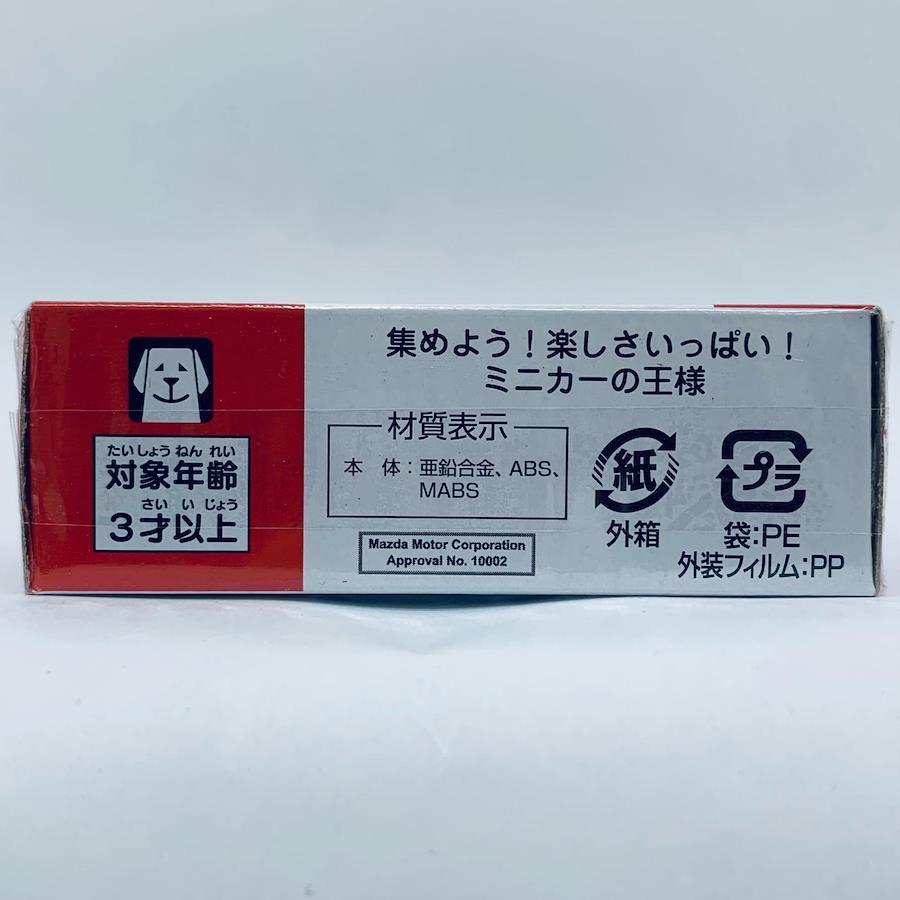 たいしょうねんれい
対象年齢
さいいじょう
3才以上
集めよう!楽しさいっぱい!
ミニカーの王様
材質表示
本 体:亜鉛合金、ABS、
MABS
Mazda Motor Corporation
Approval No. 10002
紙
外箱
プラ
袋:PE
外装フィルム:PP